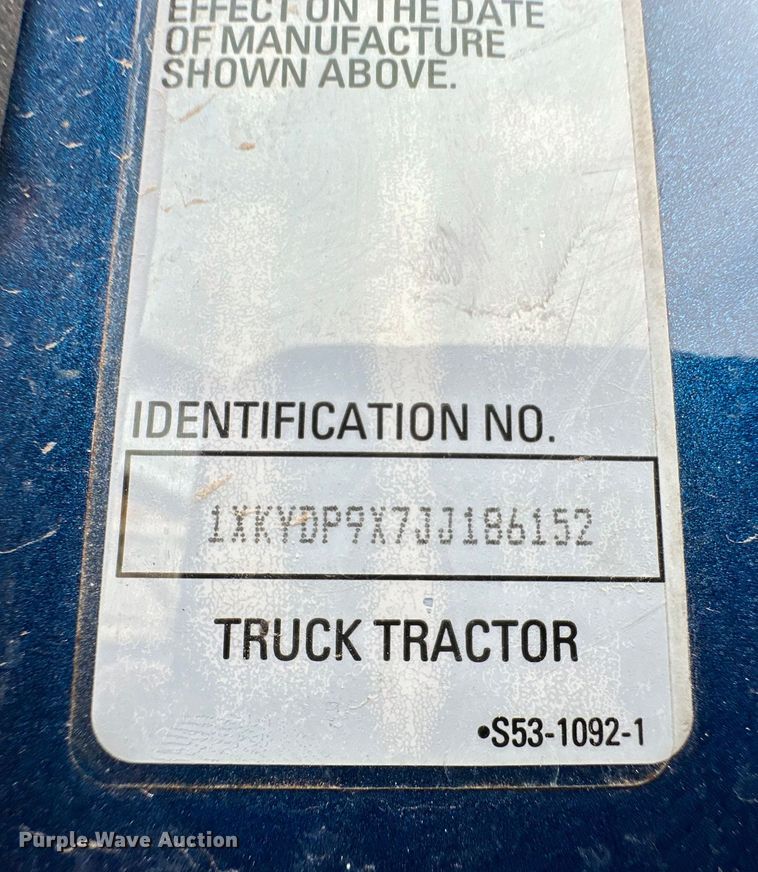 EFFECT ON THE DATE
OF MANUFACTURE
SHOWN ABOVE.
IDENTIFICATION NO.
1XKYDP9X7JJ186152
TRUCK TRACTOR
•S53-1092-1
Purple Wave Auction